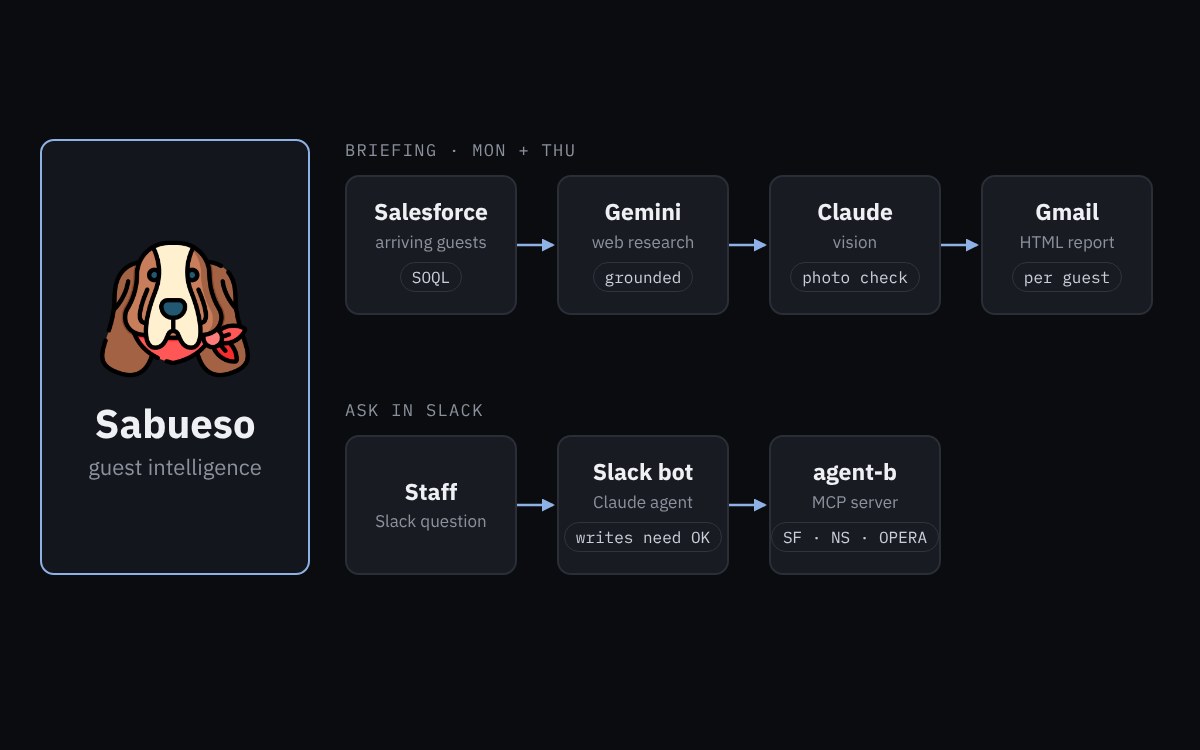 Sabueso
guest intelligence
BRIEFING · MON + THU
Salesforce
arriving guests
SOQL
Gemini
web research
grounded
Claude
vision
photo check
Gmail
HTML report
per guest
ASK IN SLACK
Staff
Slack question
Slack bot
Claude agent
writes need OK
agent-b
MCP server
SF · NS · OPERA